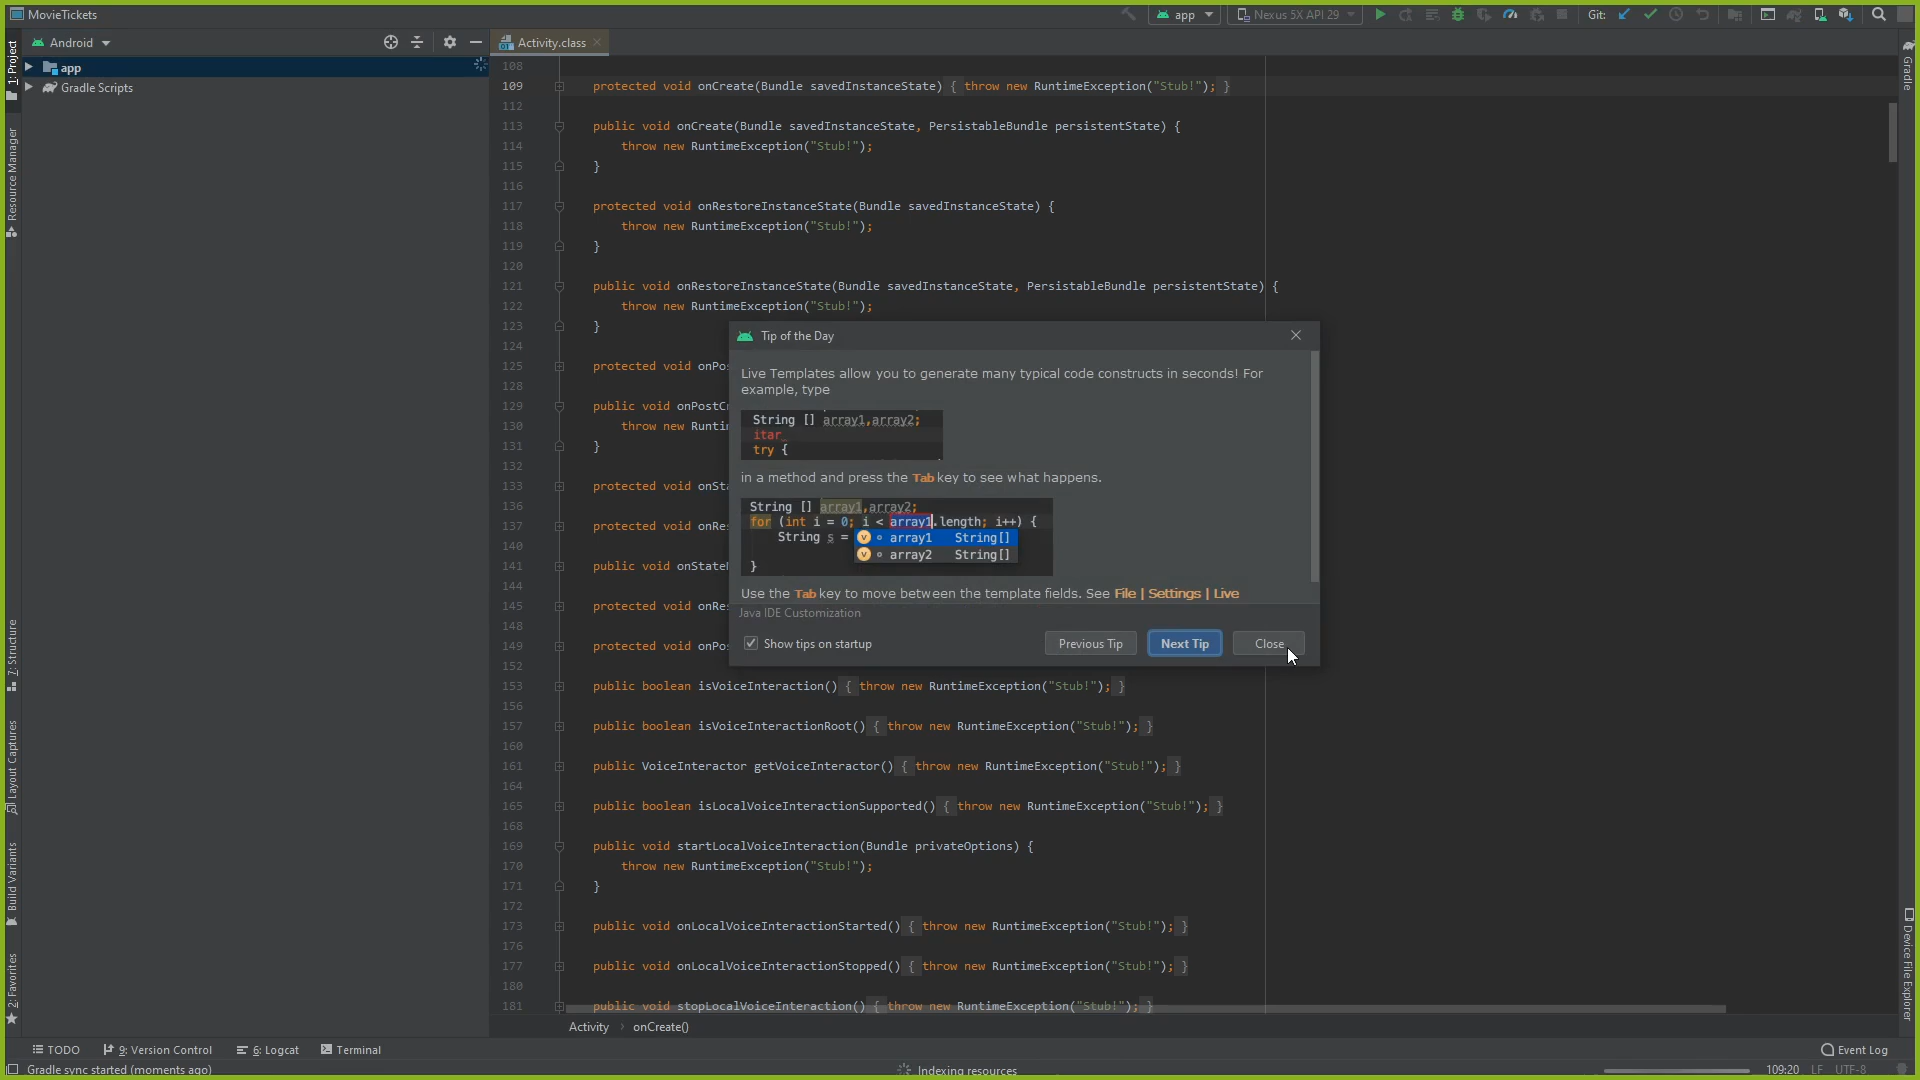 MovieTickets
app
Nexus 5X API 29
Git:
Android
Activity.class
1: Project
Resource Manager
7: Structure
Layout Captures
Build Variants
2: Favorites
Gradle
Device File Explorer
app
Gradle Scripts
108
109 protected void onCreate(Bundle savedInstanceState) { throw new RuntimeException("Stub!"); }
112
113 public void onCreate(Bundle savedInstanceState, PersistableBundle persistentState) {
114 throw new RuntimeException("Stub!");
115 }
116
117 protected void onRestoreInstanceState(Bundle savedInstanceState) {
118 throw new RuntimeException("Stub!");
119 }
120
121 public void onRestoreInstanceState(Bundle savedInstanceState, PersistableBundle persistentState) {
122 throw new RuntimeException("Stub!");
123 }
124
125 protected void onPos
128
129 public void onPostCr
130 throw new Runtim
131 }
132
133 protected void onSta
136
137 protected void onRes
140
141 public void onStateN
144
145 protected void onRes
148
149 protected void onPos
152
153 public boolean isVoiceInteraction() { throw new RuntimeException("Stub!"); }
156
157 public boolean isVoiceInteractionRoot() { throw new RuntimeException("Stub!"); }
160
161 public VoiceInteractor getVoiceInteractor() { throw new RuntimeException("Stub!"); }
164
165 public boolean isLocalVoiceInteractionSupported() { throw new RuntimeException("Stub!"); }
168
169 public void startLocalVoiceInteraction(Bundle privateOptions) {
170 throw new RuntimeException("Stub!");
171 }
172
173 public void onLocalVoiceInteractionStarted() { throw new RuntimeException("Stub!"); }
176
177 public void onLocalVoiceInteractionStopped() { throw new RuntimeException("Stub!"); }
180
181 public void stopLocalVoiceInteraction() { throw new RuntimeException("Stub!"); }
Tip of the Day
Live Templates allow you to generate many typical code constructs in seconds! For
example, type
String [] array1,array2;
itar_
try {
in a method and press the Tab key to see what happens.
String [] array1,array2;
for (int i = 0; i < array1.length; i++) {
String s =
array1 String[]
array2 String[]
}
Use the Tab key to move between the template fields. See File | Settings | Live
Java IDE Customization
Show tips on startup
Previous Tip
Next Tip
Close
Activity > onCreate()
TODO
9: Version Control
6: Logcat
Terminal
Event Log
Gradle sync started (moments ago)
Indexing resources
109:20
LF
UTF-8